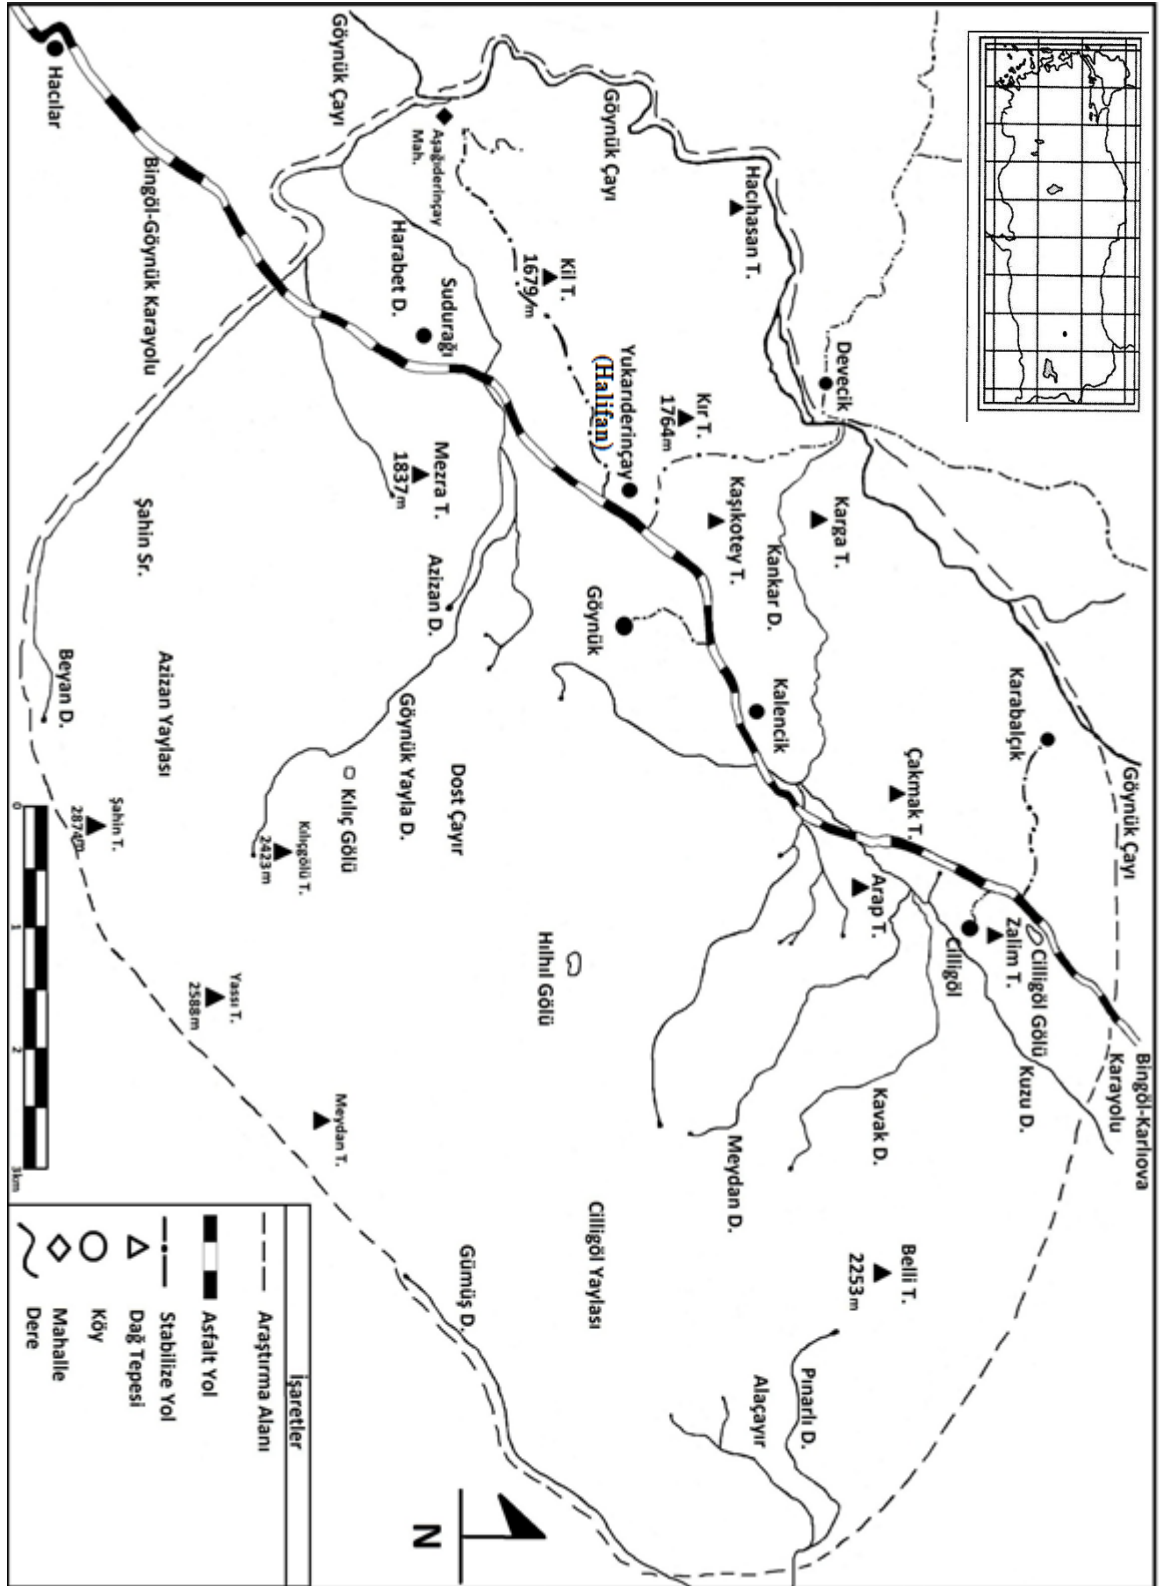 Göynük Çayı
Hacılar
Göynük Çayı
Aşağıderinçay
Mah.
Hacıhasan T.
Bingöl-Göynük Karayolu
Harabet D.
Sudurağı
Kil T.
1679m
Devecik
Yukarıderinçay
(Halifan)
Kır T.
1764m
Mezra T.
1837m
Kaşıkotey T.
Karga T.
Kankar D.
Şahin Sr.
Azizan D.
Göynük
Karabalçık
Kalencik
Beyan D.
Azizan Yaylası
Göynük Yayla D.
Dost Çayır
Çakmak T.
Göynük Çayı
Şahin T.
2874m
Kılıç Gölü
Kılıçgölü T.
2423m
Arap T.
Hılhıl Gölü
Cilligöl
Zalim T.
Cilligöl Gölü
Yassı T.
2588m
Kuzu D.
Bingöl-Karlıova
Karayolu
Kavak D.
Meydan D.
Meydan T.
Cilligöl Yaylası
Gümüş D.
Belli T.
2253m
Pınarlı D.
Alaçayır
0
1
2
3km
İşaretler
Araştırma Alanı
Asfalt Yol
Stabilize Yol
Dağ Tepesi
Köy
Mahalle
Dere
N